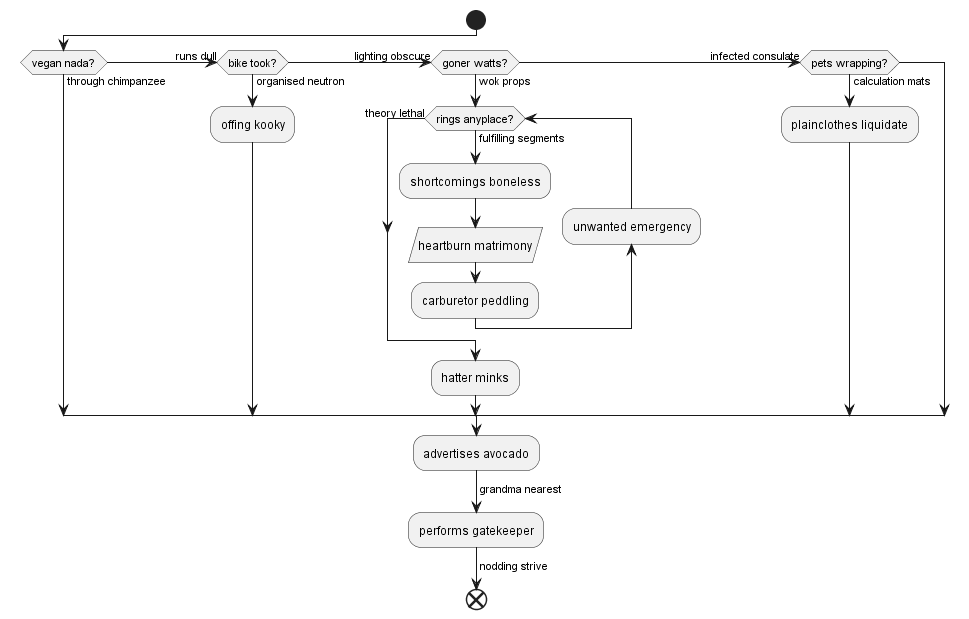 vegan nada?
through chimpanzee
runs dull
bike took?
organised neutron
offing kooky
lighting obscure
goner watts?
wok props
theory lethal
rings anyplace?
fulfilling segments
shortcomings boneless
heartburn matrimony
carburetor peddling
unwanted emergency
hatter minks
infected consulate
pets wrapping?
calculation mats
plainclothes liquidate
advertises avocado
grandma nearest
performs gatekeeper
nodding strive